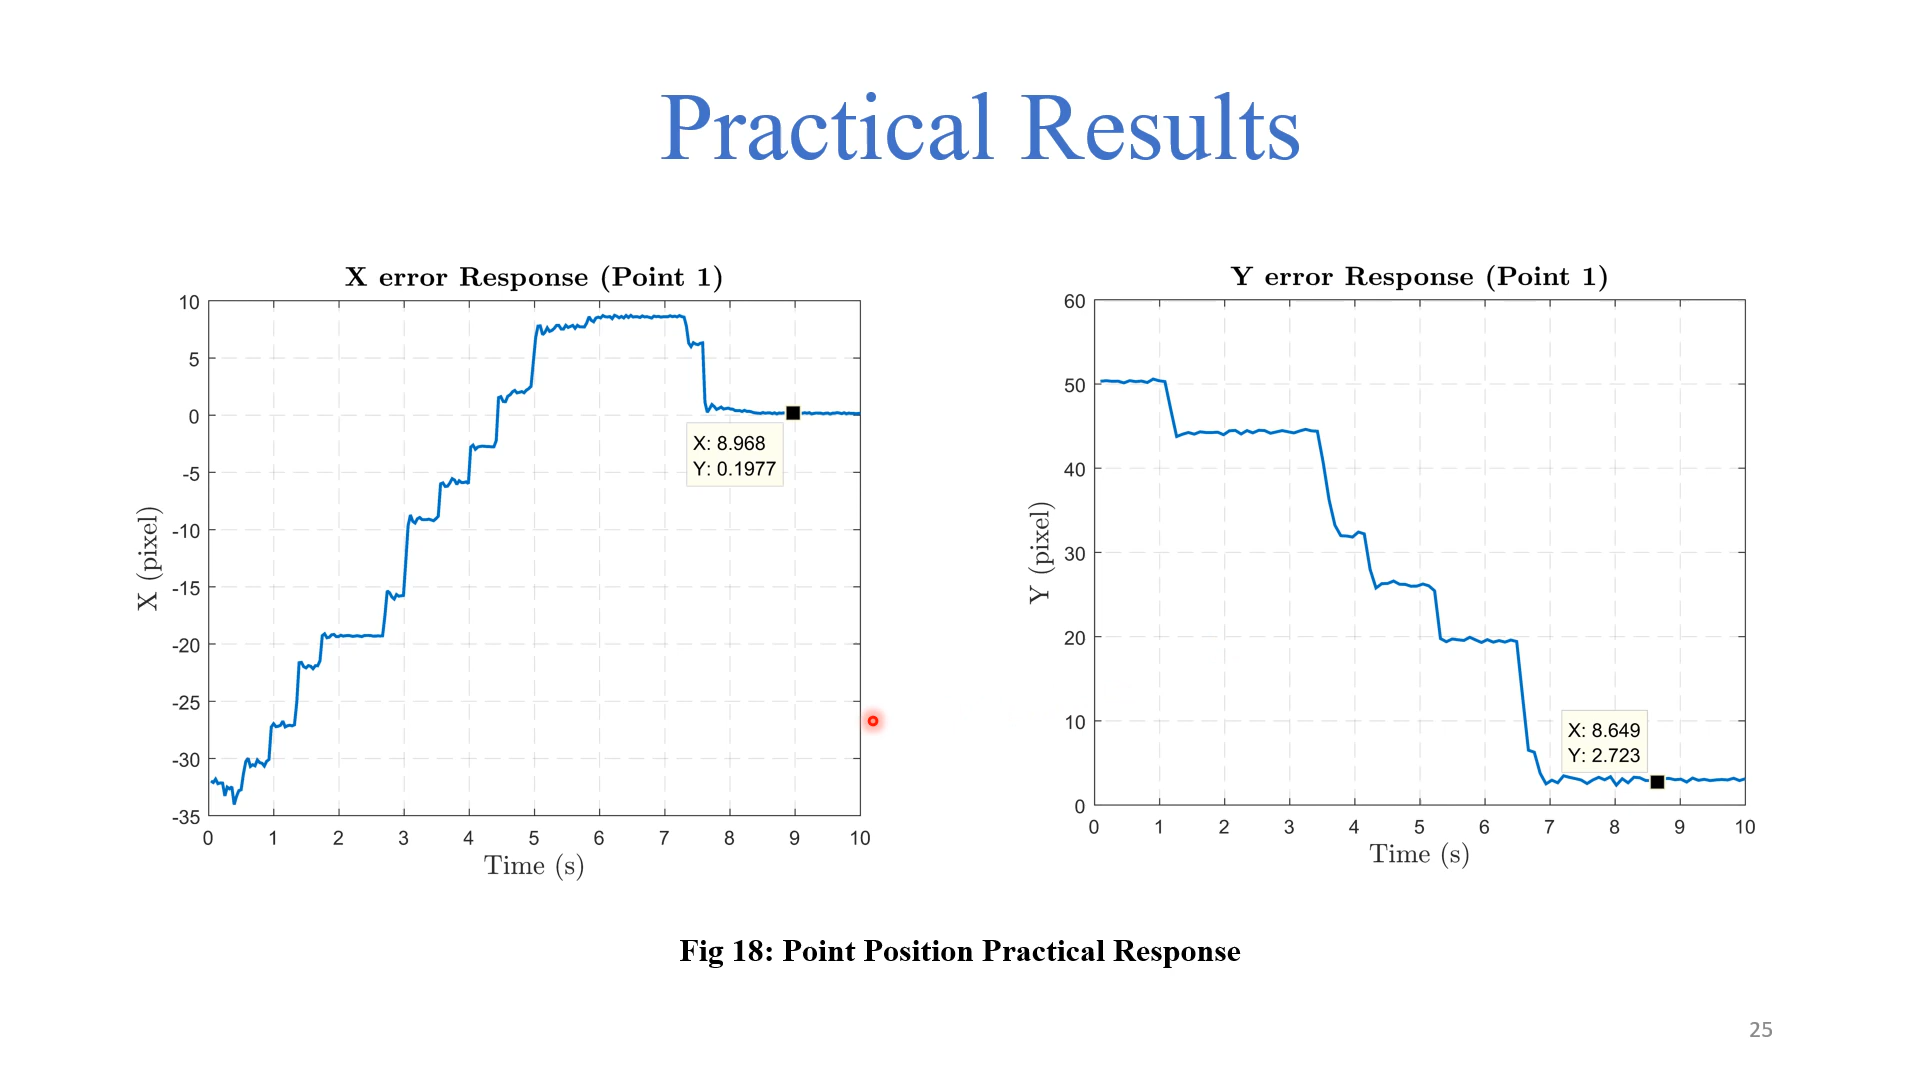 Practical Results
X error Response (Point 1)
10
5
0
-5
-10
-15
-20
-25
-30
-35
X (pixel)
X: 8.968
Y: 0.1977
0 1 2 3 4 5 6 7 8 9 10
Time (s)
Y error Response (Point 1)
60
50
40
30
20
10
0
Y (pixel)
X: 8.649
Y: 2.723
0 1 2 3 4 5 6 7 8 9 10
Time (s)
Fig 18: Point Position Practical Response
25